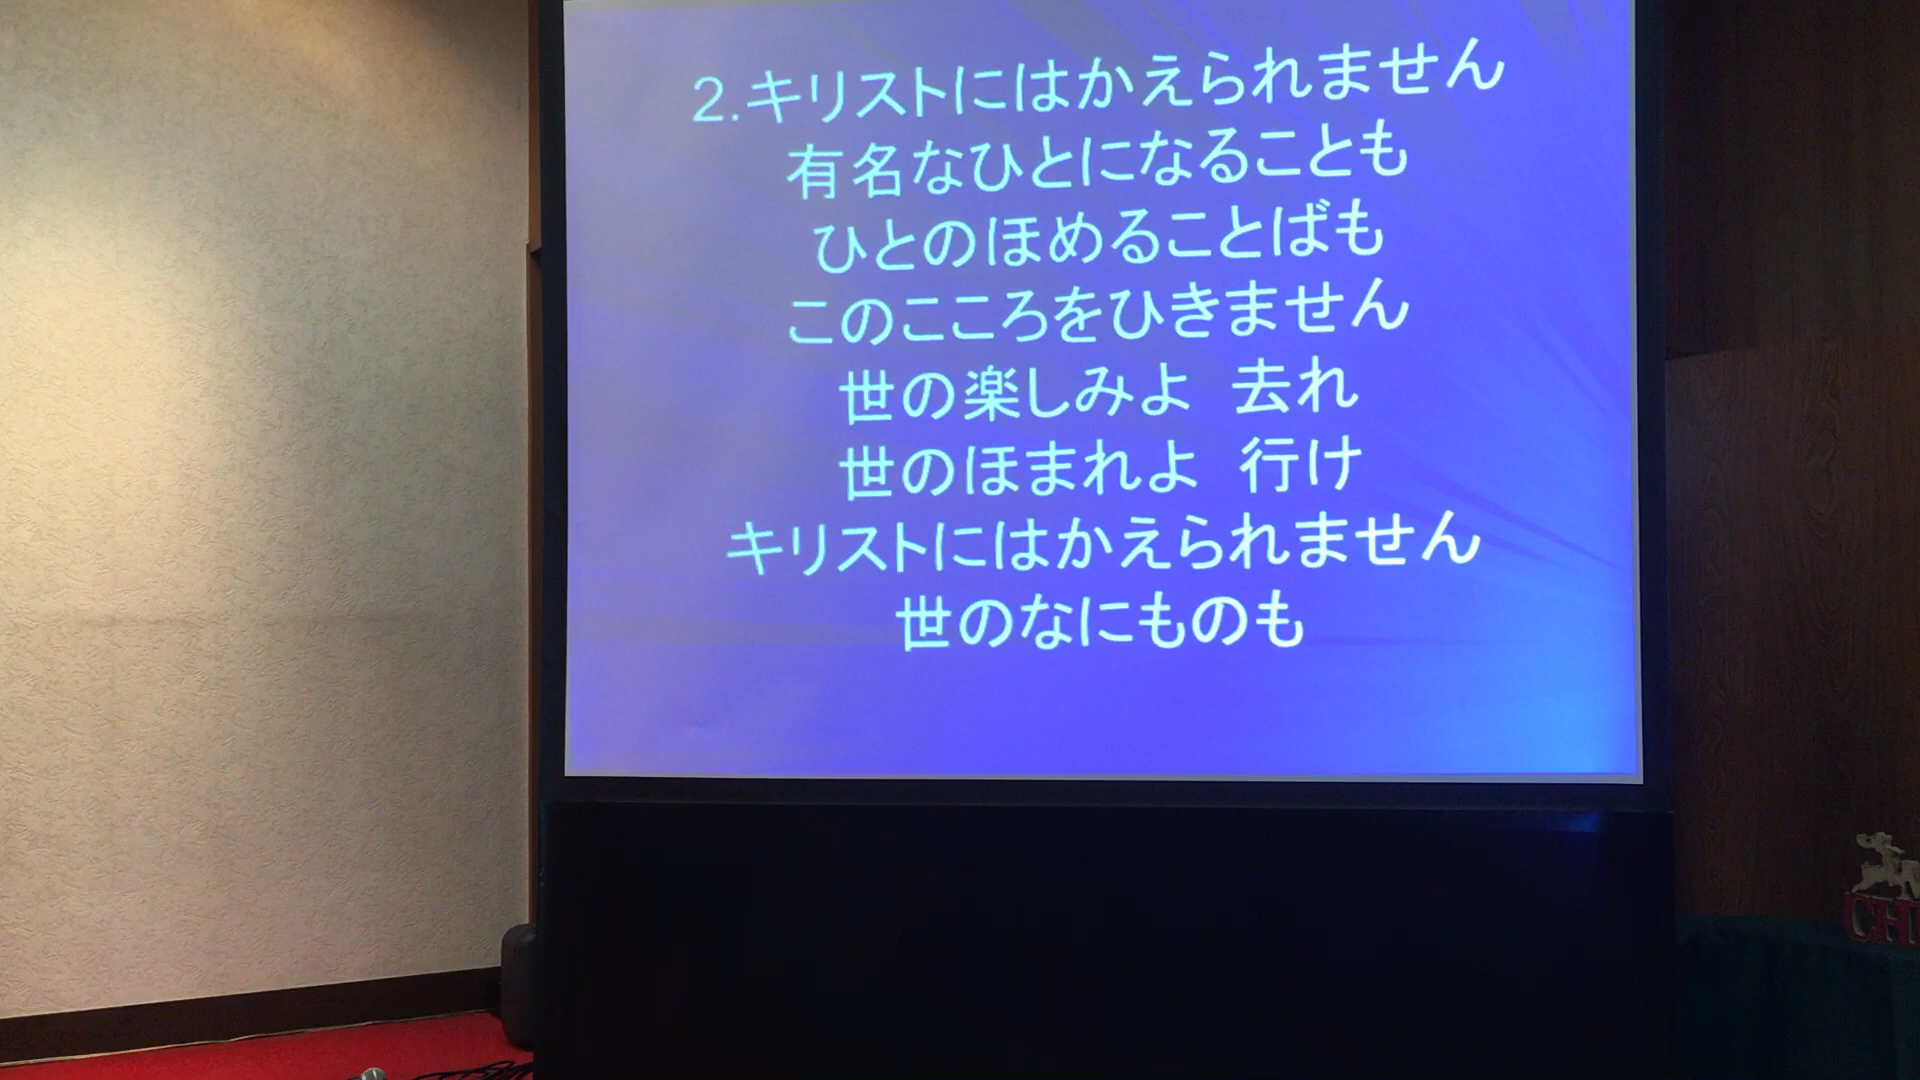 2.キリストにはかえられません
有名なひとになることも
ひとのほめることばも
このこころをひきません
世の楽しみよ 去れ
世のほまれよ 行け
キリストにはかえられません
世のなにものも